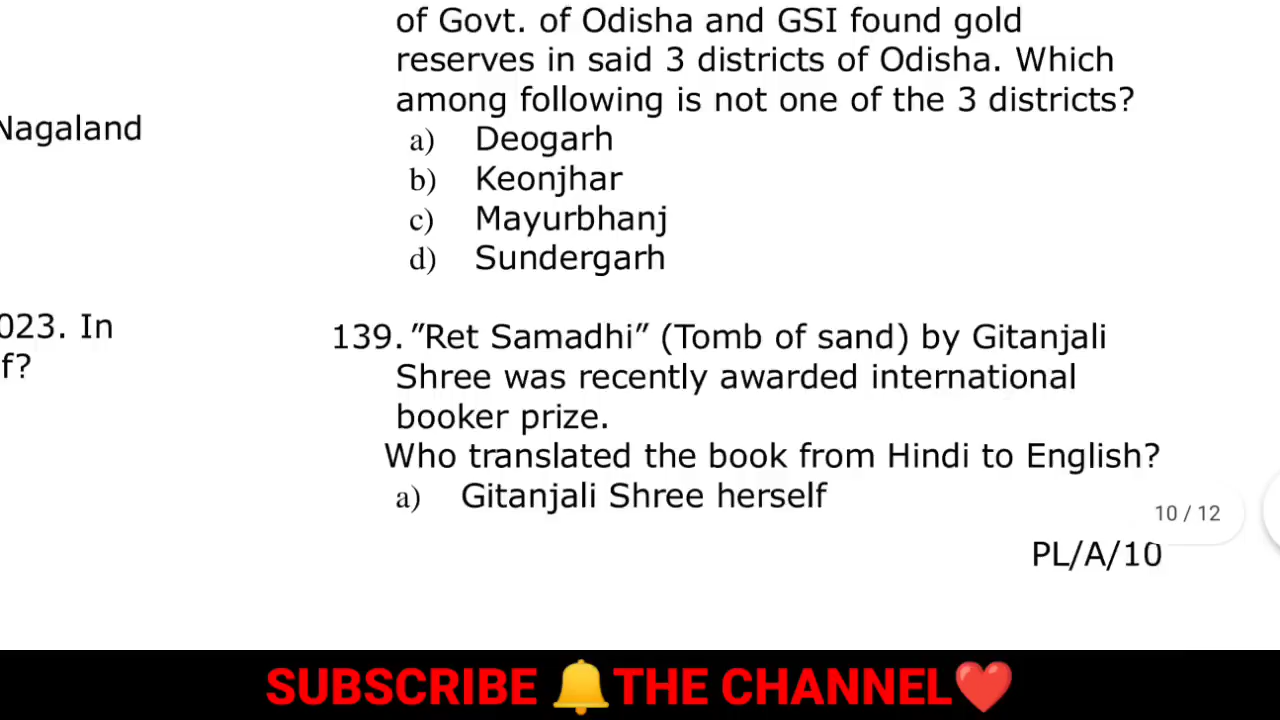 of Govt. of Odisha and GSI found gold
reserves in said 3 districts of Odisha. Which
among following is not one of the 3 districts?
a) Deogarh
b) Keonjhar
c) Mayurbhanj
d) Sundergarh
Nagaland
023. In
f?
139. "Ret Samadhi" (Tomb of sand) by Gitanjali
Shree was recently awarded international
booker prize.
Who translated the book from Hindi to English?
a) Gitanjali Shree herself
10 / 12
PL/A/10
SUBSCRIBE 🔔THE CHANNEL❤️